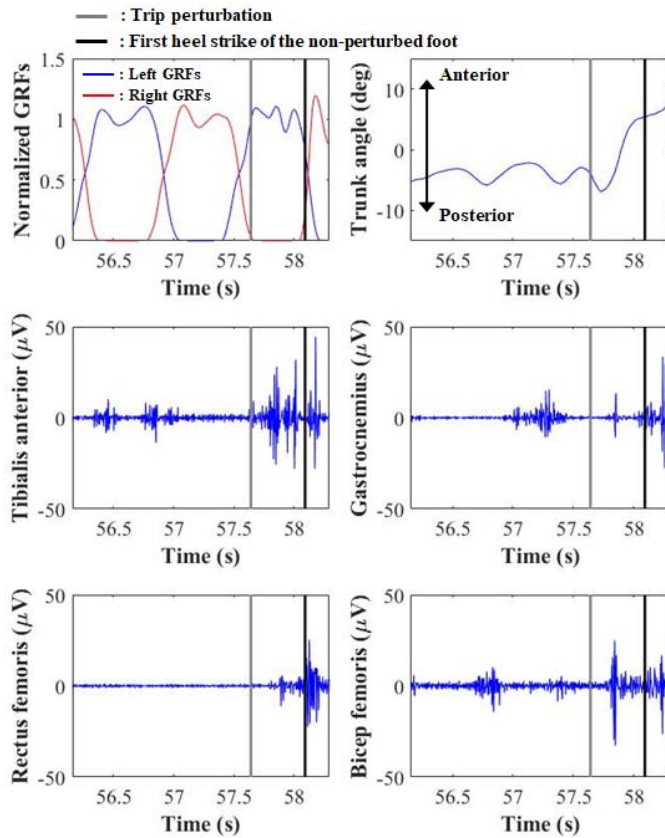 : Trip perturbation
: First heel strike of the non-perturbed foot
Normalized GRFs
1.5
1
0.5
0
: Left GRFs
: Right GRFs
56.5 57 57.5 58
Time (s)
Trunk angle (deg)
10
0
-10
Anterior
Posterior
56.5 57 57.5 58
Time (s)
Tibialis anterior (μV)
50
0
-50
56.5 57 57.5 58
Time (s)
Gastrocnemius (μV)
50
0
-50
56.5 57 57.5 58
Time (s)
Rectus femoris (μV)
50
0
-50
56.5 57 57.5 58
Time (s)
Bicep femoris (μV)
50
0
-50
56.5 57 57.5 58
Time (s)